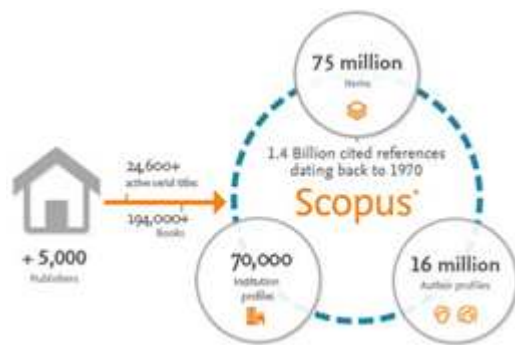 75 million
Items
1.4 Billion cited references
dating back to 1970
Scopus®
24,600+
active serial titles
194,000+
Books
+ 5,000
Publishers
70,000
Institution
profiles
16 million
Author profiles